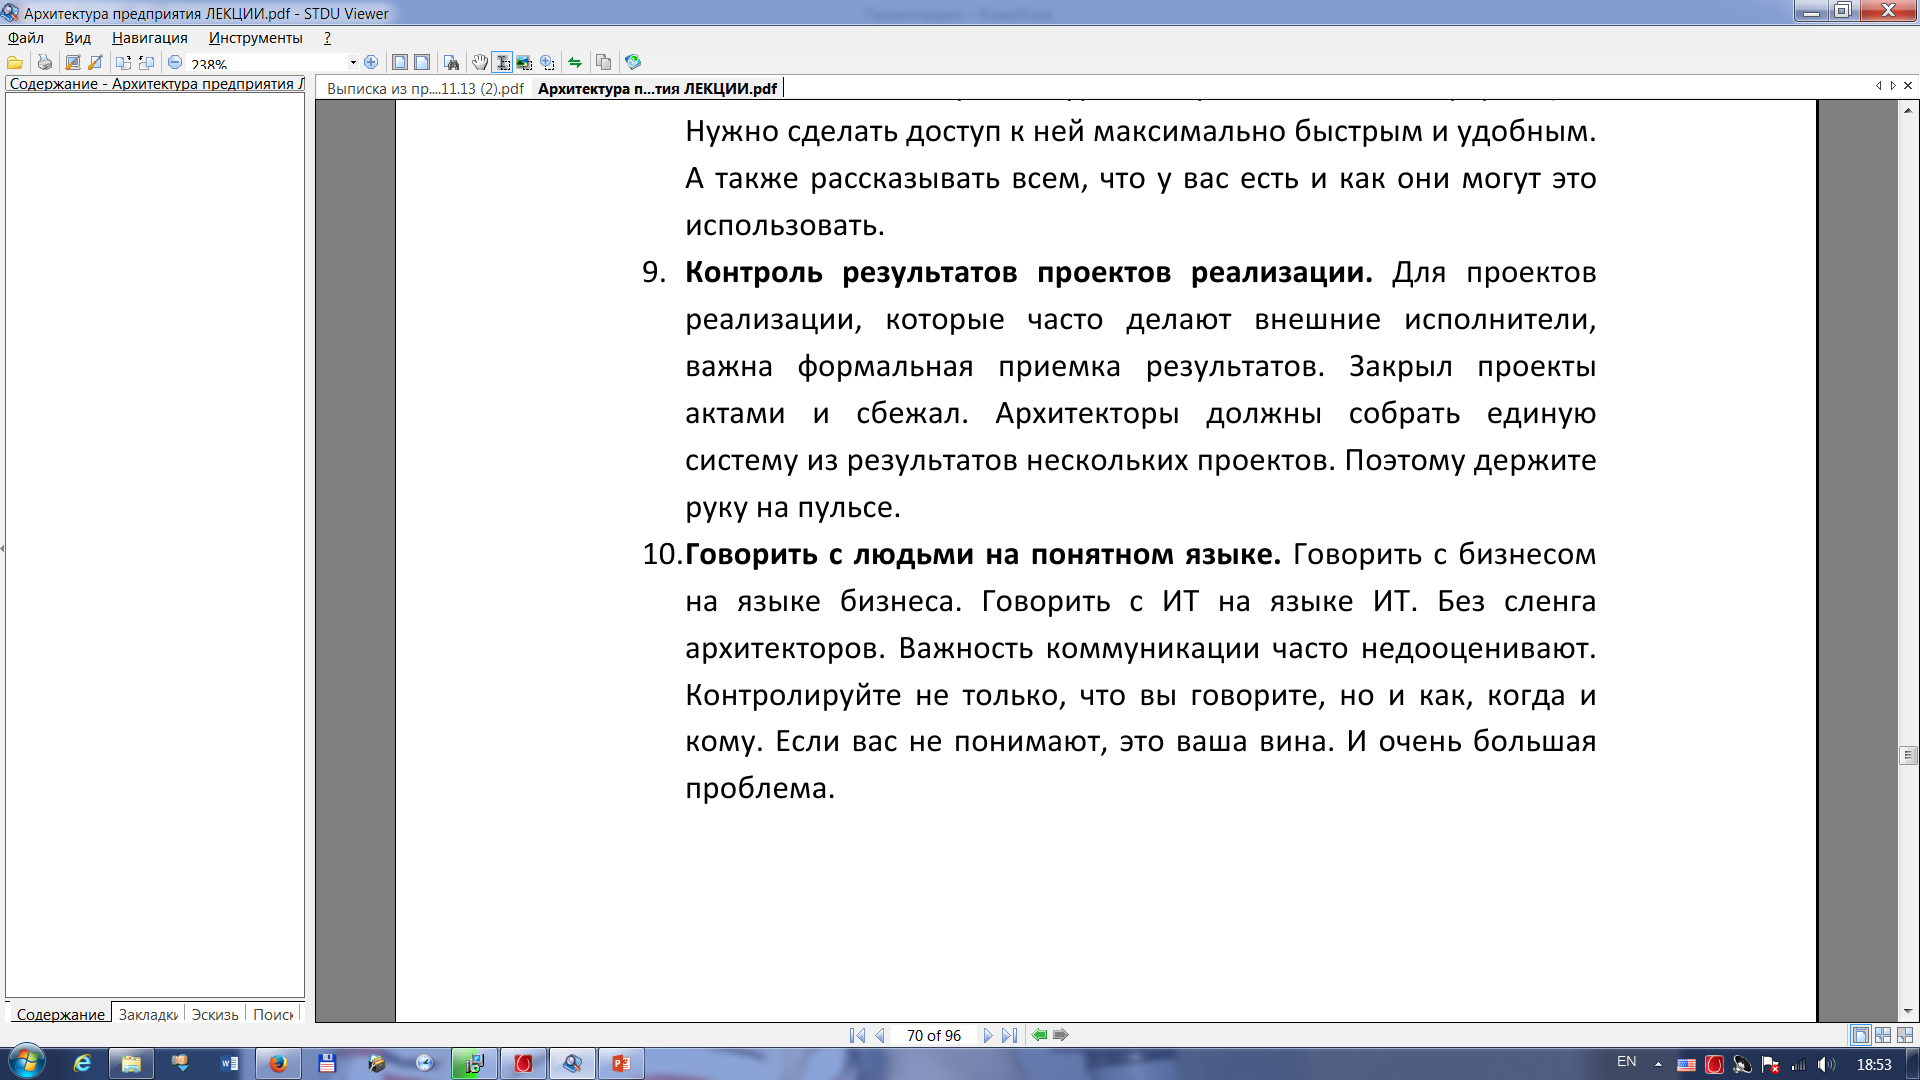 Архитектура предприятия ЛЕКЦИИ.pdf - STDU Viewer
Файл Вид Навигация Инструменты ?
238%
Содержание - Архитектура предприятия Л
Выписка из пр....11.13 (2).pdf Архитектура п...тия ЛЕКЦИИ.pdf
Нужно сделать доступ к ней максимально быстрым и удобным.
А также рассказывать всем, что у вас есть и как они могут это
использовать.
9. Контроль результатов проектов реализации. Для проектов
реализации, которые часто делают внешние исполнители,
важна формальная приемка результатов. Закрыл проекты
актами и сбежал. Архитекторы должны собрать единую
систему из результатов нескольких проектов. Поэтому держите
руку на пульсе.
10. Говорить с людьми на понятном языке. Говорить с бизнесом
на языке бизнеса. Говорить с ИТ на языке ИТ. Без сленга
архитекторов. Важность коммуникации часто недооценивают.
Контролируйте не только, что вы говорите, но и как, когда и
кому. Если вас не понимают, это ваша вина. И очень большая
проблема.
Содержание Закладки Эскизы Поиск
70 of 96
EN 18:53